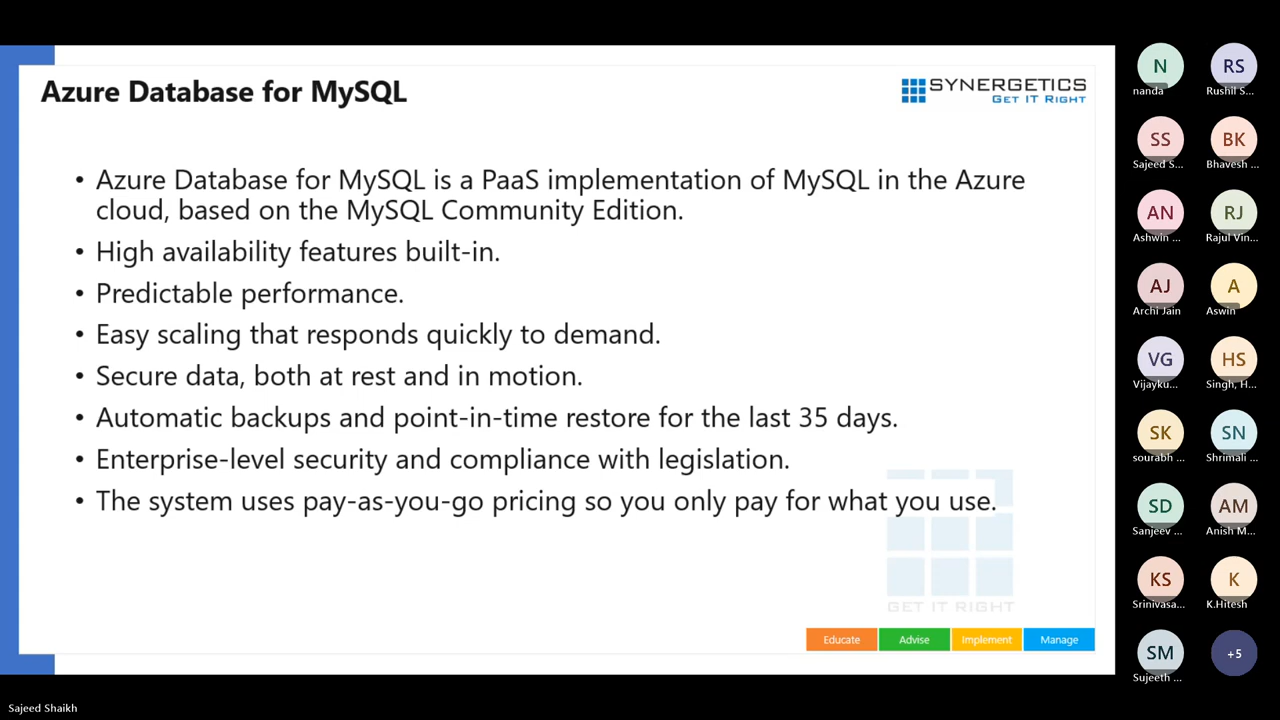 Azure Database for MySQL
SYNERGETICS
GET IT RIGHT
• Azure Database for MySQL is a PaaS implementation of MySQL in the Azure
cloud, based on the MySQL Community Edition.
• High availability features built-in.
• Predictable performance.
• Easy scaling that responds quickly to demand.
• Secure data, both at rest and in motion.
• Automatic backups and point-in-time restore for the last 35 days.
• Enterprise-level security and compliance with legislation.
• The system uses pay-as-you-go pricing so you only pay for what you use.
GET IT RIGHT
Educate Advise Implement Manage
N RS
nanda Rushil S...
SS BK
Sajeed S... Bhavesh ...
AN RJ
Ashwin ... Rajul Vin...
AJ A
Archi Jain Aswin
VG HS
Vijayku... Singh, H...
SK SN
sourabh ... Shrimali ...
SD AM
Sanjeev ... Anish M...
KS K
Srinivasa... K.Hitesh
SM +5
Sujeeth ...
Sajeed Shaikh